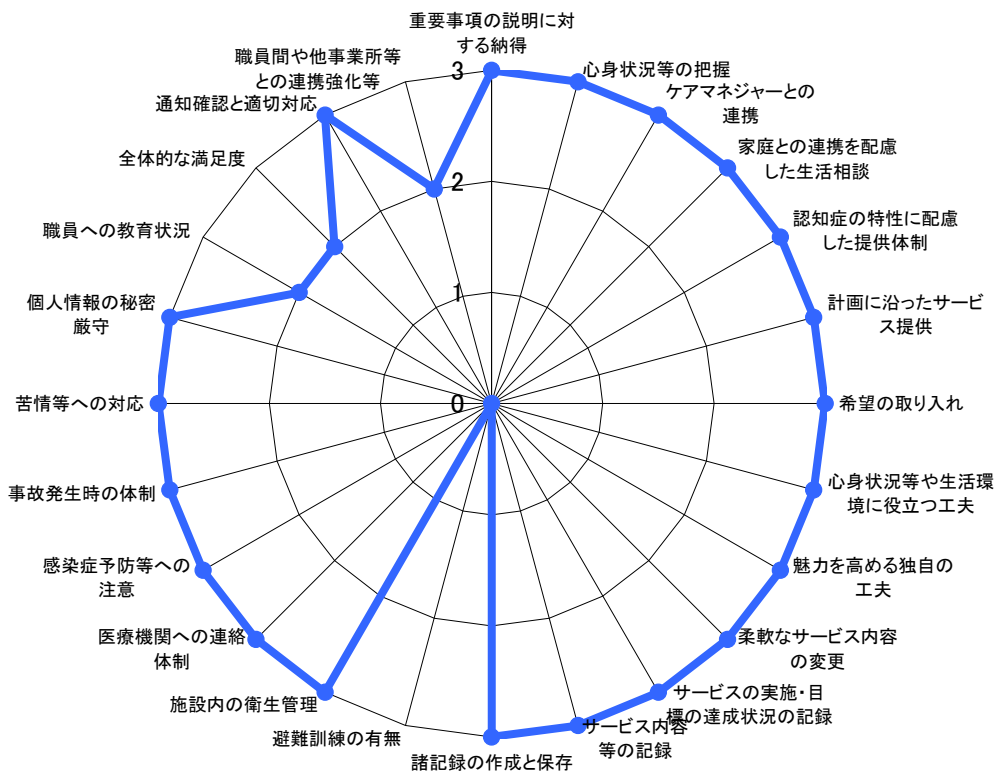 重要事項の説明に対
する納得
心身状況等の把握
ケアマネジャーとの
連携
家庭との連携を配慮
した生活相談
認知症の特性に配慮
した提供体制
計画に沿ったサービ
ス提供
希望の取り入れ
心身状況等や生活環
境に役立つ工夫
魅力を高める独自の
工夫
柔軟なサービス内容
の変更
サービスの実施・目
標の達成状況の記録
サービス内容
等の記録
諸記録の作成と保存
避難訓練の有無
施設内の衛生管理
医療機関への連絡
体制
感染症予防等への
注意
事故発生時の体制
苦情等への対応
個人情報の秘密
厳守
職員への教育状況
全体的な満足度
通知確認と適切対応
職員間や他事業所等
との連携強化等
3
2
1
0